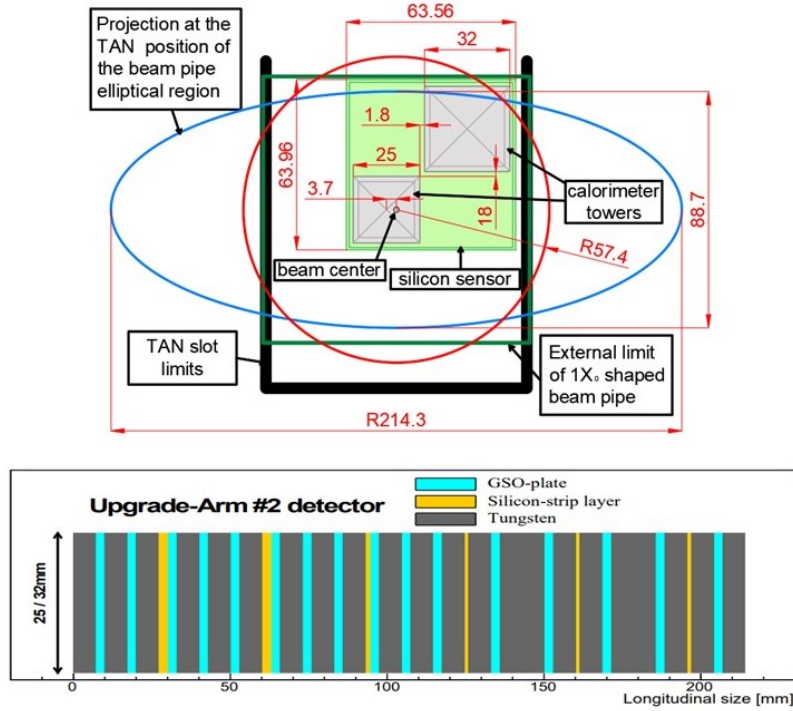 63.56
Projection at the
TAN position of
the beam pipe
elliptical region
32
1.8
25
63.96
3.7
18
88.7
calorimeter
towers
R57.4
beam center
silicon sensor
TAN slot
limits
External limit
of 1X₀ shaped
beam pipe
R214.3
Upgrade-Arm #2 detector
GSO-plate
Silicon-strip layer
Tungsten
25 / 32mm
0 50 100 150 200
Longitudinal size [mm]